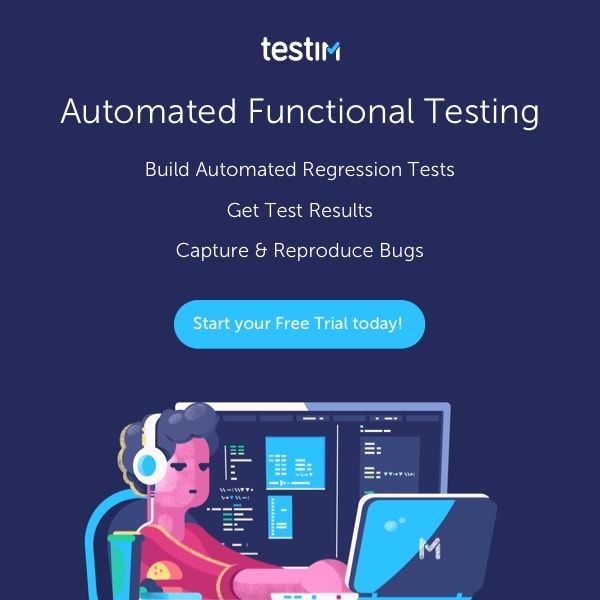 testim
Automated Functional Testing
Build Automated Regression Tests
Get Test Results
Capture & Reproduce Bugs
Start your Free Trial today!
M